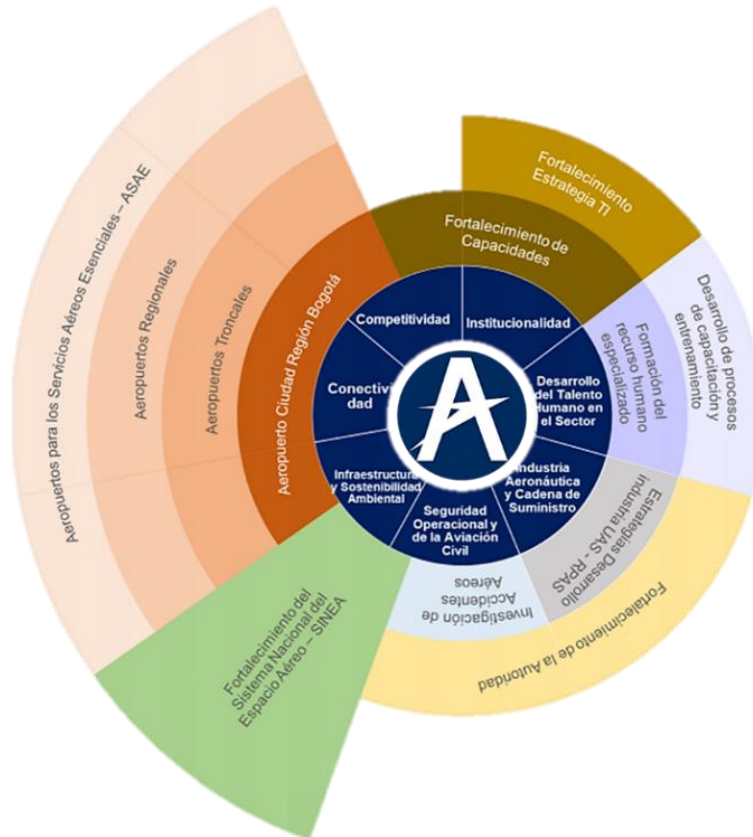 Fortalecimiento
Estrategia TI
Fortalecimiento de
Capacidades
Desarrollo de procesos
de capacitación y
entrenamiento
Formación del
recurso humano
especializado
Aeropuertos para los Servicios Aéreos Esenciales – ASAE
Aeropuertos Regionales
Aeropuertos Troncales
Aeropuerto Ciudad Región Bogotá
Competitividad
Institucionalidad
Conectivi
dad
Desarrollo
del Talento
Humano en
el Sector
Infraestructura
y Sostenibilidad
Ambiental
Industria
Aeronáutica
y Cadena de
Suministro
Seguridad
Operacional y
de la Aviación
Civil
A
Estrategias Desarrollo
industria UAS - RPAS
Investigación de
Accidentes
Aéreos
Fortalecimiento de la Autoridad
Fortalecimiento del
Sistema Nacional del
Espacio Aéreo – SINEA